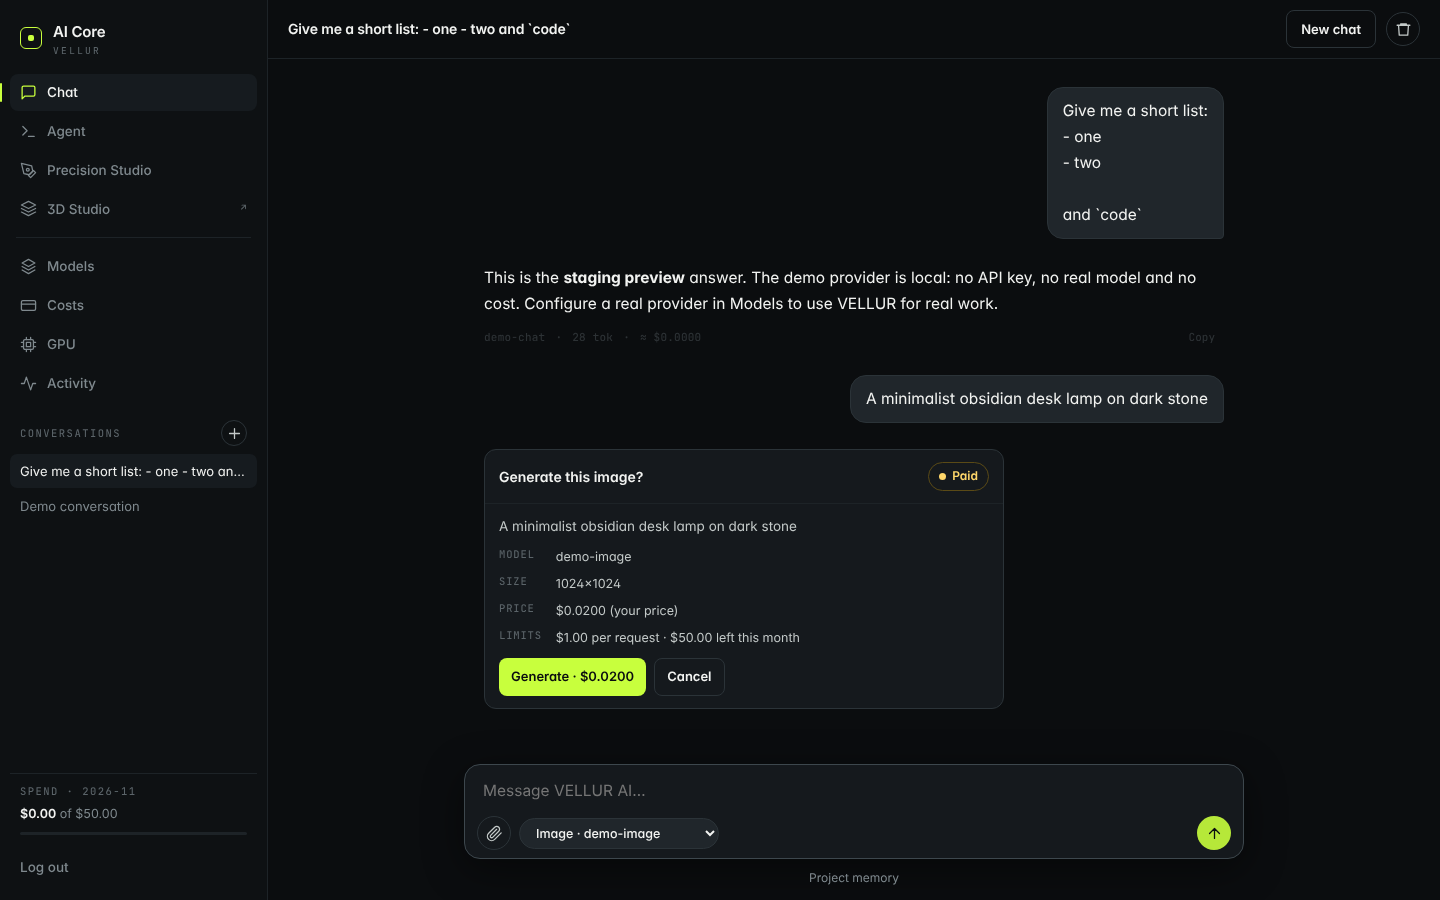 AI Core
VELLUR
Chat
Agent
Precision Studio
3D Studio ↗
Models
Costs
GPU
Activity
CONVERSATIONS
Give me a short list: - one - two an...
Demo conversation
SPEND · 2026-11
$0.00 of $50.00
Log out
Give me a short list: - one - two and `code`
New chat
Give me a short list:
- one
- two
and `code`
This is the staging preview answer. The demo provider is local: no API key, no real model and no
cost. Configure a real provider in Models to use VELLUR for real work.
demo-chat · 28 tok · ≈ $0.0000
Copy
A minimalist obsidian desk lamp on dark stone
Generate this image?
Paid
A minimalist obsidian desk lamp on dark stone
MODEL demo-image
SIZE 1024×1024
PRICE $0.0200 (your price)
LIMITS $1.00 per request · $50.00 left this month
Generate · $0.0200
Cancel
Message VELLUR AI...
Image · demo-image
Project memory